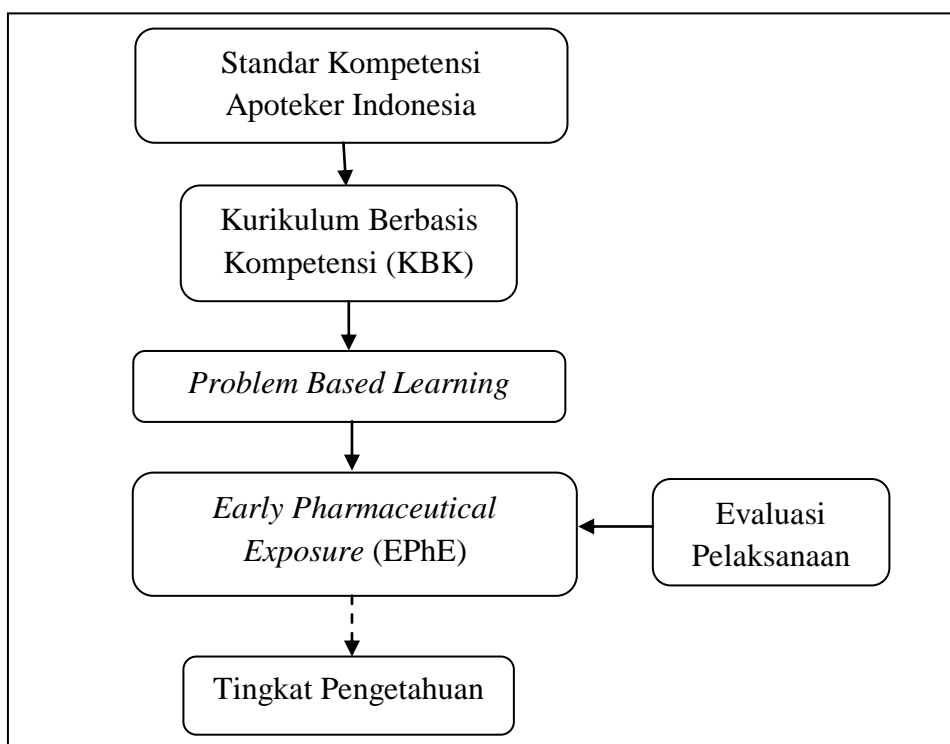 Standar Kompetensi
Apoteker Indonesia
Kurikulum Berbasis
Kompetensi (KBK)
Problem Based Learning
Early Pharmaceutical
Exposure (EPhE)
Evaluasi
Pelaksanaan
Tingkat Pengetahuan